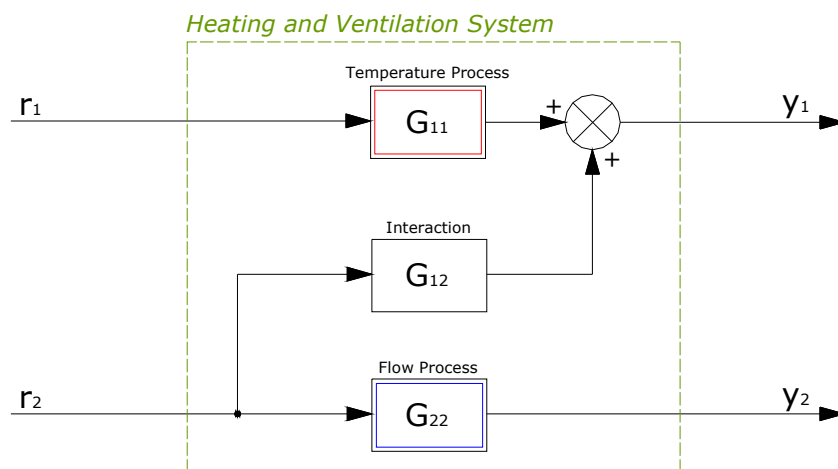 Heating and Ventilation System
Temperature Process
r1
G11
+
y1
+
Interaction
G12
Flow Process
r2
G22
y2